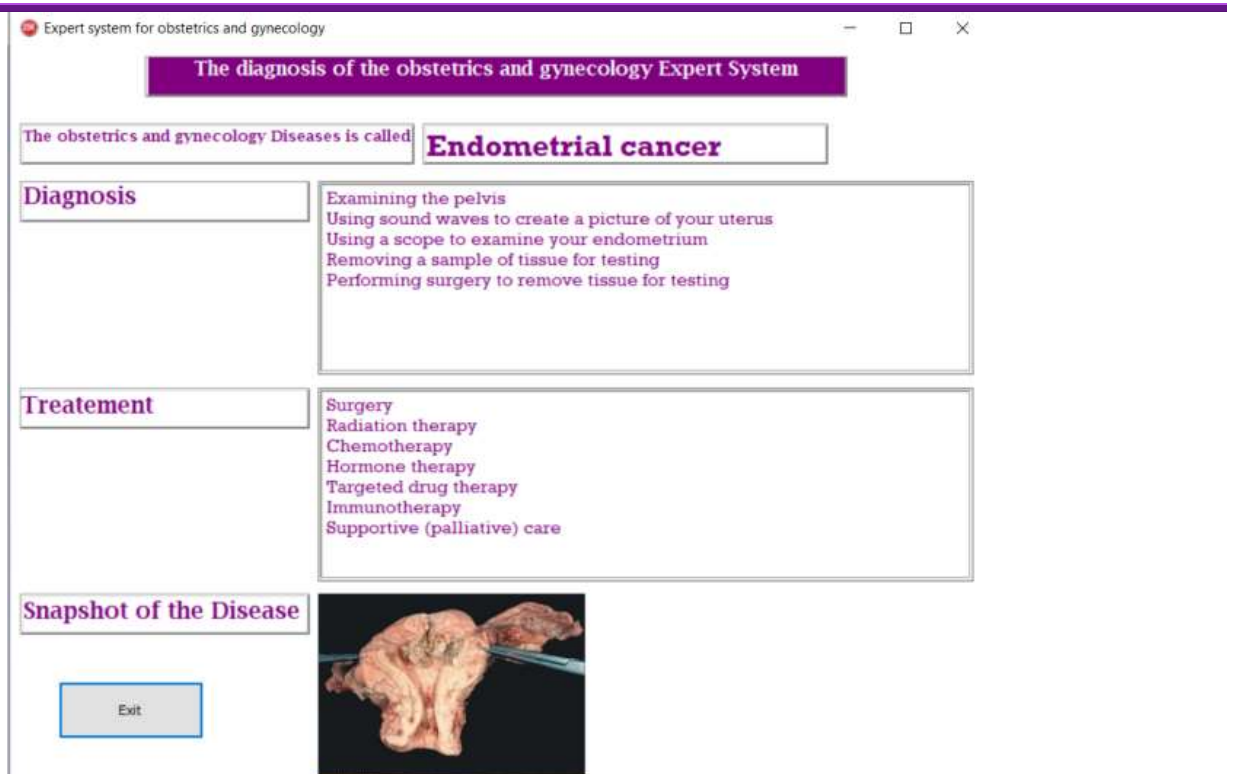 Expert system for obstetrics and gynecology
The diagnosis of the obstetrics and gynecology Expert System
The obstetrics and gynecology Diseases is called
Endometrial cancer
Diagnosis
Examining the pelvis
Using sound waves to create a picture of your uterus
Using a scope to examine your endometrium
Removing a sample of tissue for testing
Performing surgery to remove tissue for testing
Treatement
Surgery
Radiation therapy
Chemotherapy
Hormone therapy
Targeted drug therapy
Immunotherapy
Supportive (palliative) care
Snapshot of the Disease
Exit